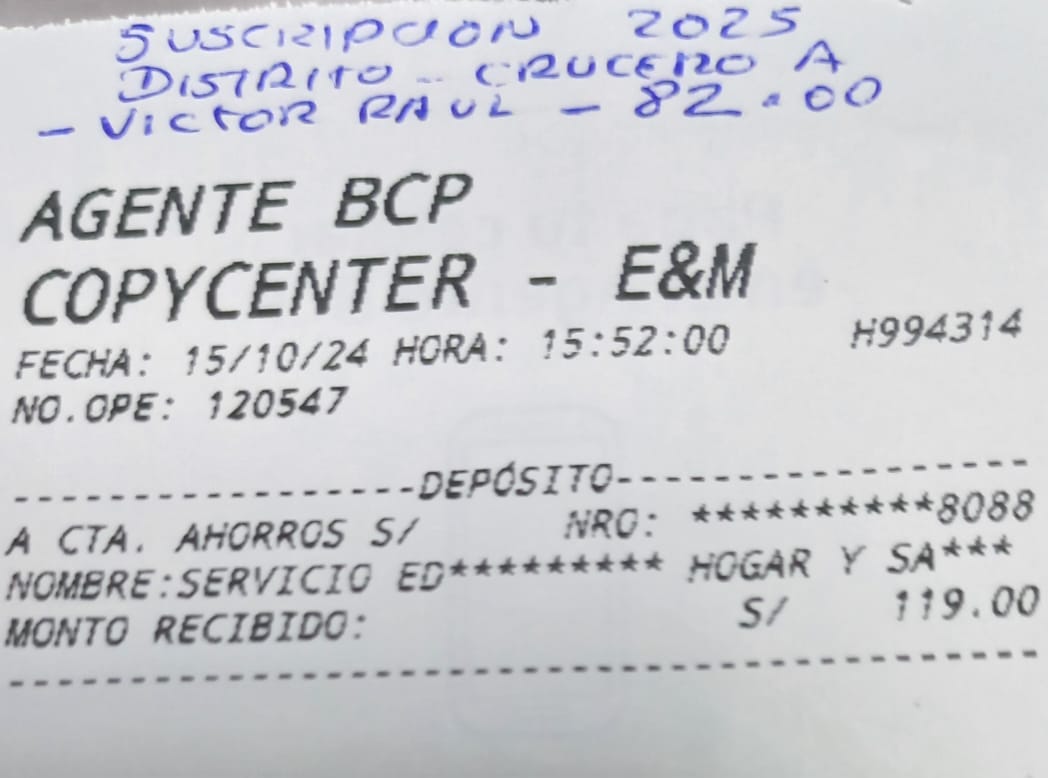 SUSCRIPCION 2025
DISTRITO - CRUCERO A
- VICTOR RAUL - 82.00
AGENTE BCP
COPYCENTER - E&M
FECHA: 15/10/24 HORA: 15:52:00 H994314
NO.OPE: 120547
-----------------DEPÓSITO-----------------
A CTA. AHORROS S/ NRO: **********8088
NOMBRE:SERVICIO ED********* HOGAR Y SA***
MONTO RECIBIDO: S/ 119.00